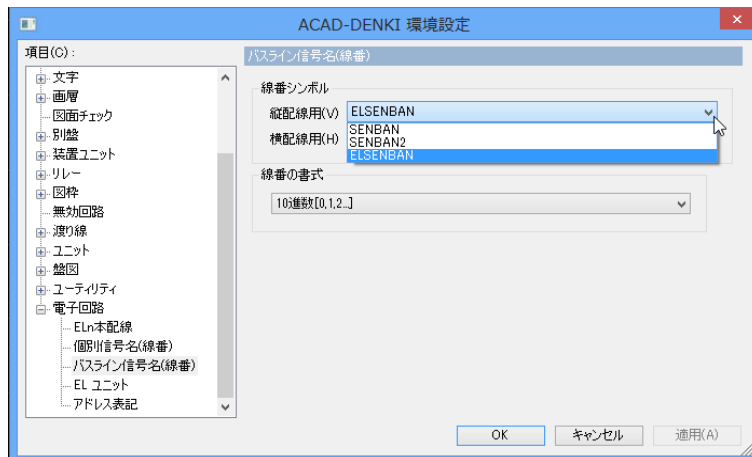 ACAD-DENKI 環境設定
項目(C):
文字
画層
図面チェック
別盤
装置ユニット
リレー
図枠
無効回路
渡り線
ユニット
盤図
ユーティリティ
電子回路
ELn本配線
個別信号名(線番)
バスライン信号名(線番)
EL ユニット
アドレス表記
バスライン信号名(線番)
線番シンボル
縦配線用(V) ELSENBAN
横配線用(H) SENBAN
SENBAN2
ELSENBAN
線番の書式
10進数[0,1,2...]
OK キャンセル 適用(A)